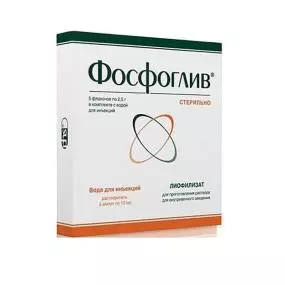 Фосфоглив®
СТЕРИЛЬНО
5 флаконов по 2,5 г
в комплекте с водой для
инъекций
Вода для инъекций
растворитель
5 ампул по 10 мл
ЛИОФИЛИЗАТ
для приготовления раствора
для внутривенного введения